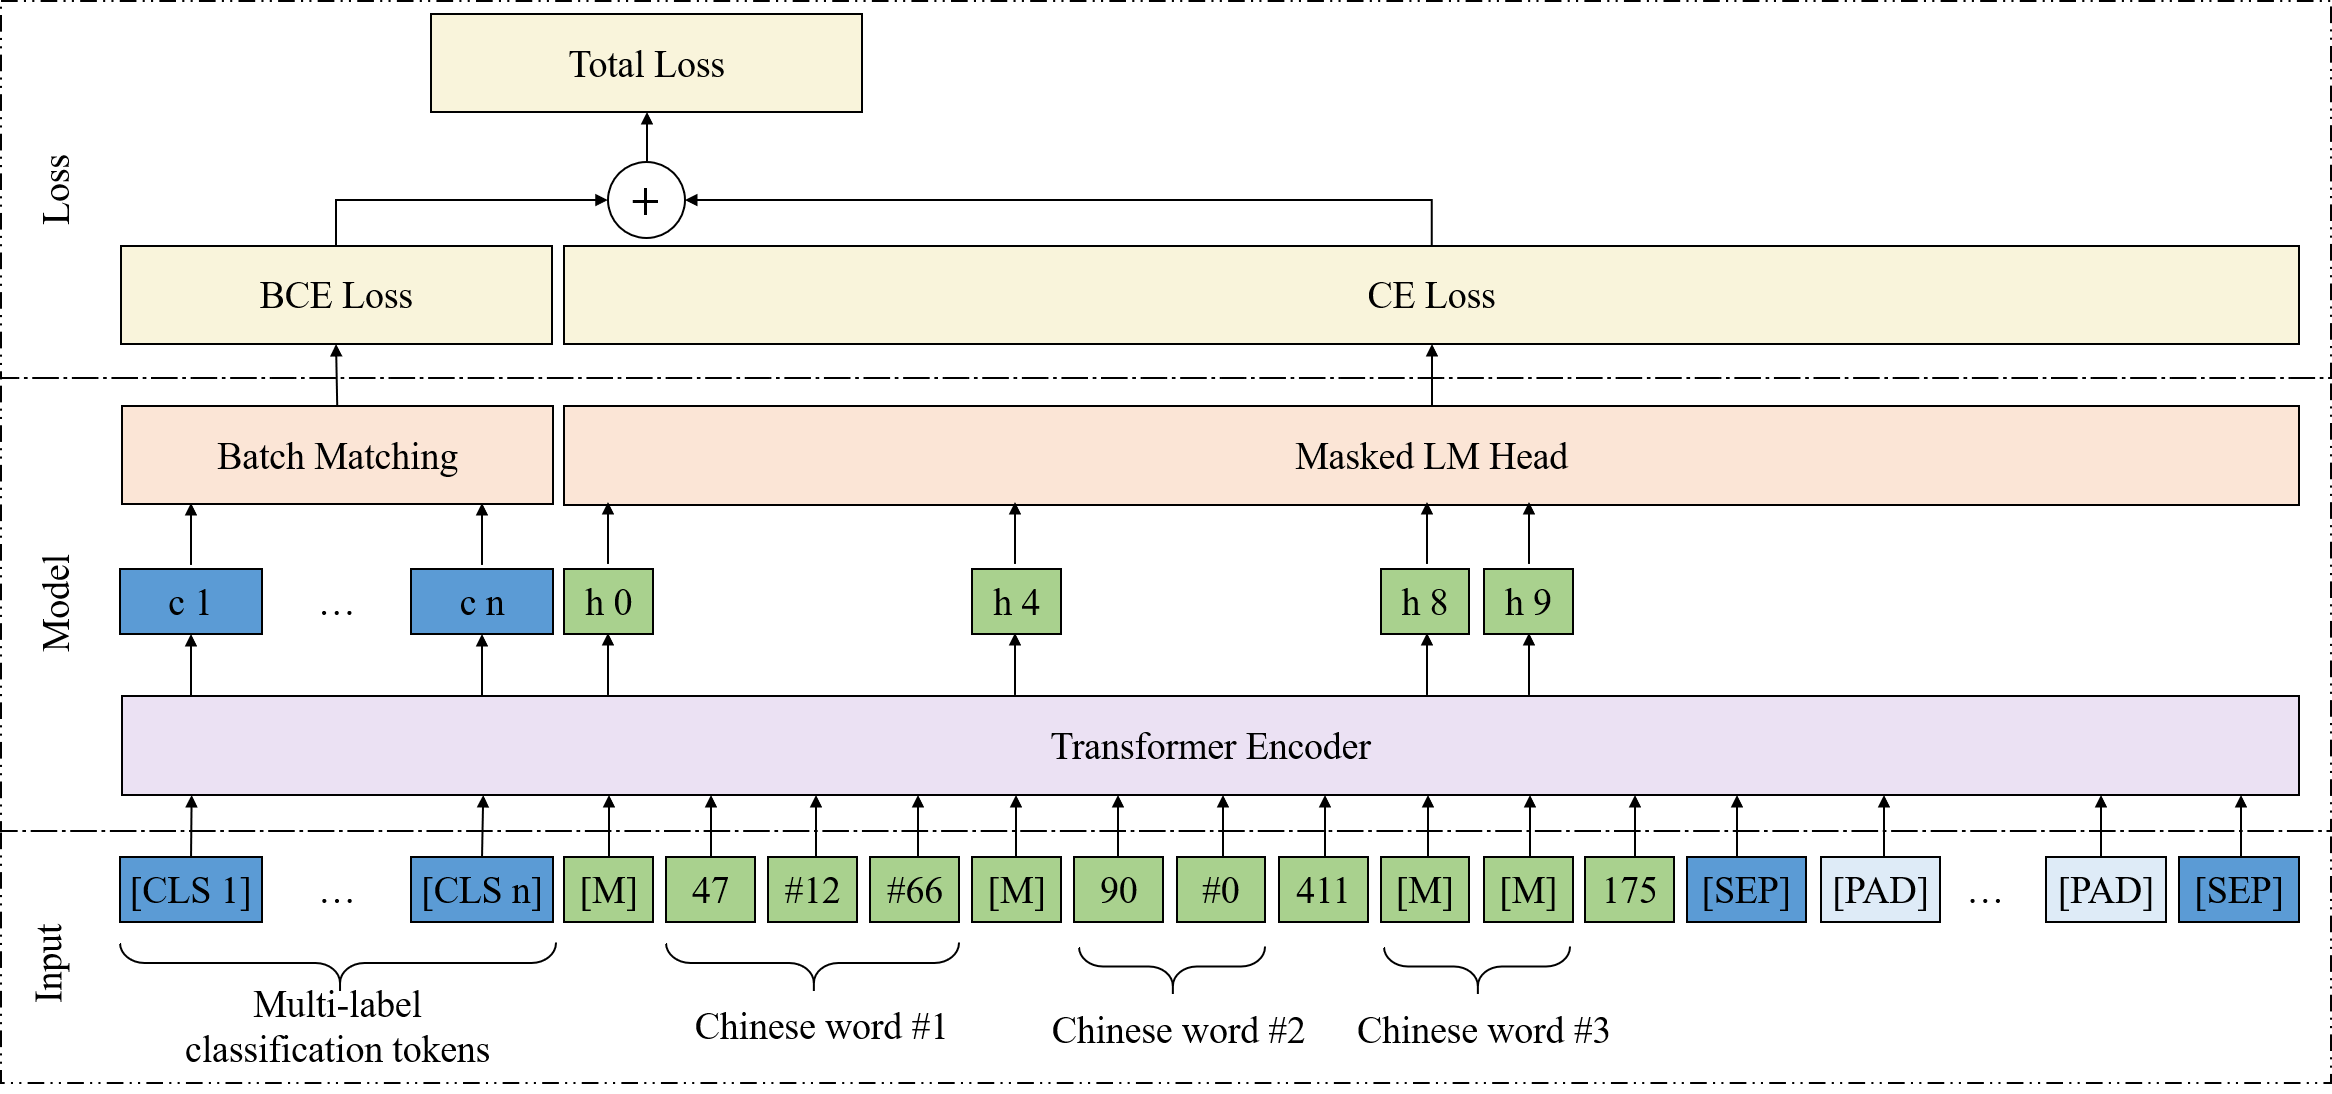 Loss
Total Loss
+
BCE Loss
CE Loss
Model
Batch Matching
Masked LM Head
c 1 … c n h 0 h 4 h 8 h 9
Transformer Encoder
Input
[CLS 1] … [CLS n] [M] 47 #12 #66 [M] 90 #0 411 [M] [M] 175 [SEP] [PAD] … [PAD] [SEP]
Multi-label
classification tokens
Chinese word #1
Chinese word #2
Chinese word #3